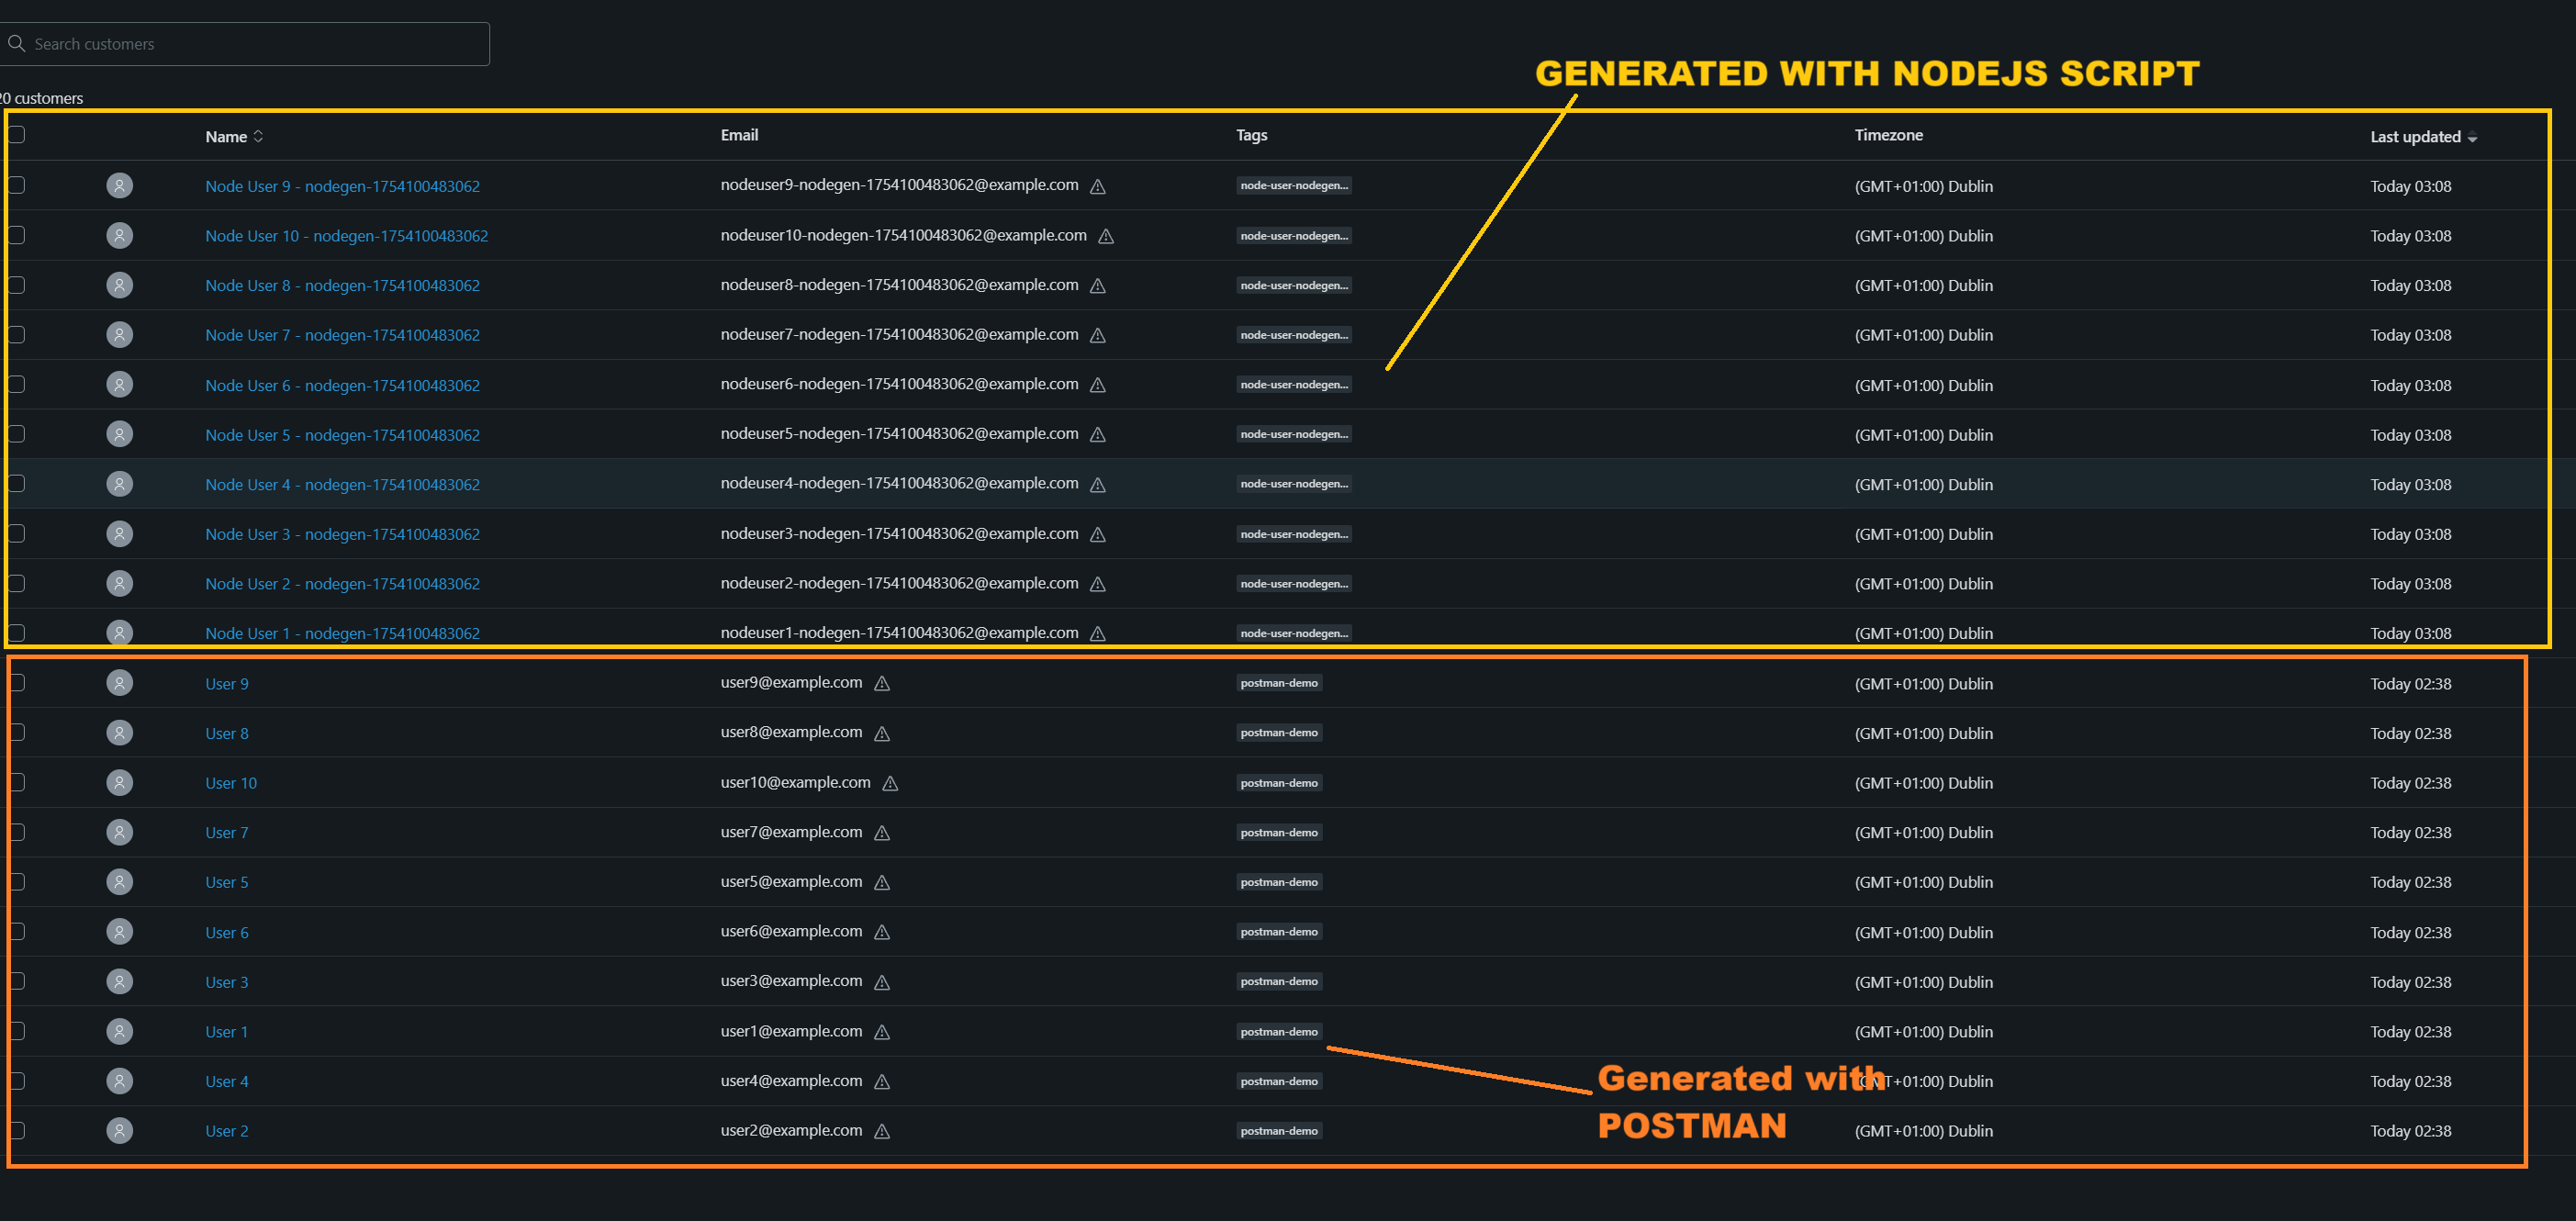 Search customers
GENERATED WITH NODEJS SCRIPT
20 customers
Name Email Tags Timezone Last updated
Node User 9 - nodegen-1754100483062 nodeuser9-nodegen-1754100483062@example.com node-user-nodegen... (GMT+01:00) Dublin Today 03:08
Node User 10 - nodegen-1754100483062 nodeuser10-nodegen-1754100483062@example.com node-user-nodegen... (GMT+01:00) Dublin Today 03:08
Node User 8 - nodegen-1754100483062 nodeuser8-nodegen-1754100483062@example.com node-user-nodegen... (GMT+01:00) Dublin Today 03:08
Node User 7 - nodegen-1754100483062 nodeuser7-nodegen-1754100483062@example.com node-user-nodegen... (GMT+01:00) Dublin Today 03:08
Node User 6 - nodegen-1754100483062 nodeuser6-nodegen-1754100483062@example.com node-user-nodegen... (GMT+01:00) Dublin Today 03:08
Node User 5 - nodegen-1754100483062 nodeuser5-nodegen-1754100483062@example.com node-user-nodegen... (GMT+01:00) Dublin Today 03:08
Node User 4 - nodegen-1754100483062 nodeuser4-nodegen-1754100483062@example.com node-user-nodegen... (GMT+01:00) Dublin Today 03:08
Node User 3 - nodegen-1754100483062 nodeuser3-nodegen-1754100483062@example.com node-user-nodegen... (GMT+01:00) Dublin Today 03:08
Node User 2 - nodegen-1754100483062 nodeuser2-nodegen-1754100483062@example.com node-user-nodegen... (GMT+01:00) Dublin Today 03:08
Node User 1 - nodegen-1754100483062 nodeuser1-nodegen-1754100483062@example.com node-user-nodegen... (GMT+01:00) Dublin Today 03:08
User 9 user9@example.com postman-demo (GMT+01:00) Dublin Today 02:38
User 8 user8@example.com postman-demo (GMT+01:00) Dublin Today 02:38
User 10 user10@example.com postman-demo (GMT+01:00) Dublin Today 02:38
User 7 user7@example.com postman-demo (GMT+01:00) Dublin Today 02:38
User 5 user5@example.com postman-demo (GMT+01:00) Dublin Today 02:38
User 6 user6@example.com postman-demo (GMT+01:00) Dublin Today 02:38
User 3 user3@example.com postman-demo (GMT+01:00) Dublin Today 02:38
User 1 user1@example.com postman-demo (GMT+01:00) Dublin Today 02:38
User 4 user4@example.com postman-demo (GMT+01:00) Dublin Today 02:38
Generated with
POSTMAN
User 2 user2@example.com postman-demo (GMT+01:00) Dublin Today 02:38